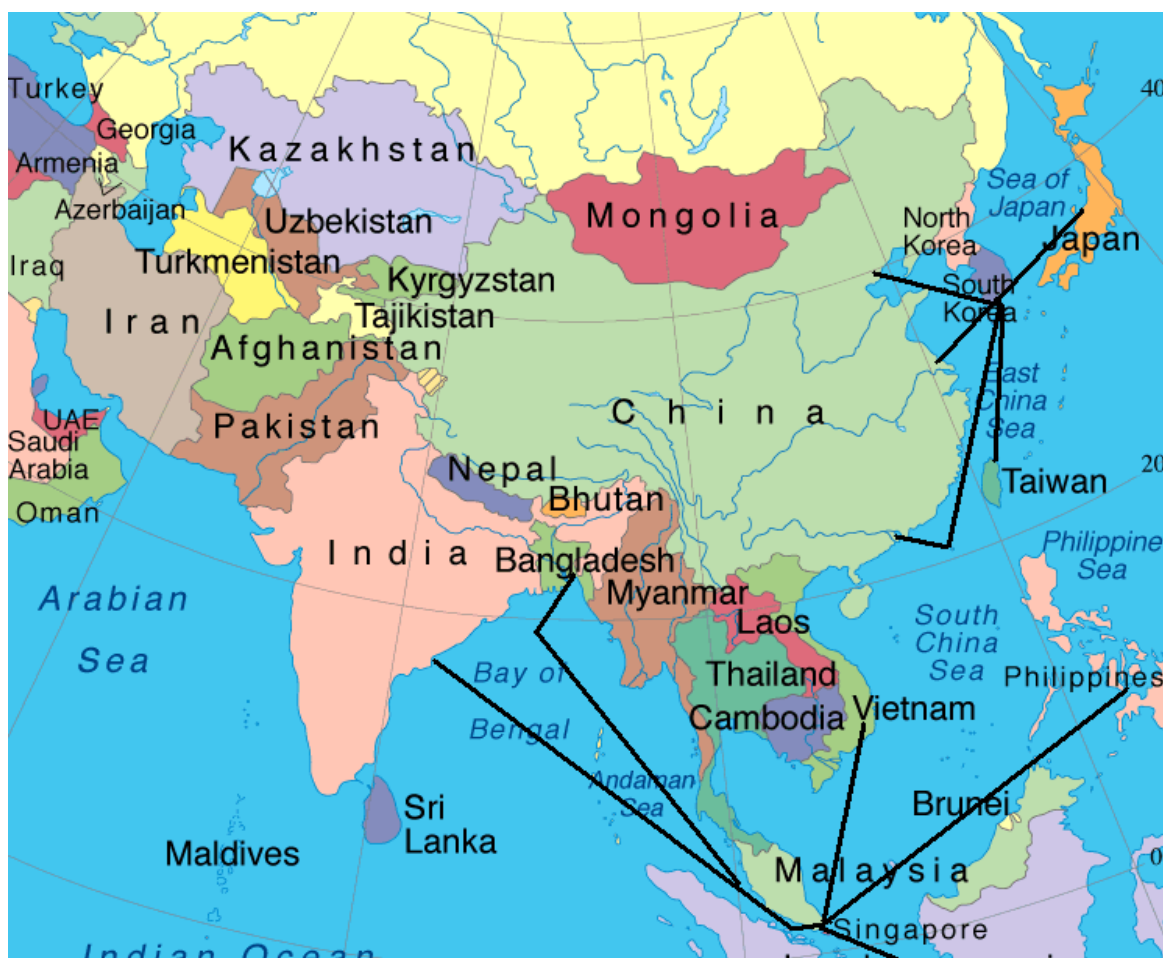 Turkey
40
Georgia
Kazakhstan
Armenia
Sea of
Japan
Mongolia
Azerbaijan
Uzbekistan
North
Korea
Japan
Iraq
Turkmenistan
Kyrgyzstan
South
Korea
Iran
Tajikistan
Afghanistan
East
China
Sea
China
UAE
Pakistan
Saudi
Arabia
Nepal
20
Taiwan
Bhutan
Oman
India
Bangladesh
Philippine
Sea
Myanmar
Arabian
Sea
Laos
South
China
Sea
Bay of
Bengal
Thailand
Philippines
Cambodia
Vietnam
Andaman
Sea
Sri
Lanka
Brunei
Maldives
Malaysia
0
Singapore
Indian Ocean